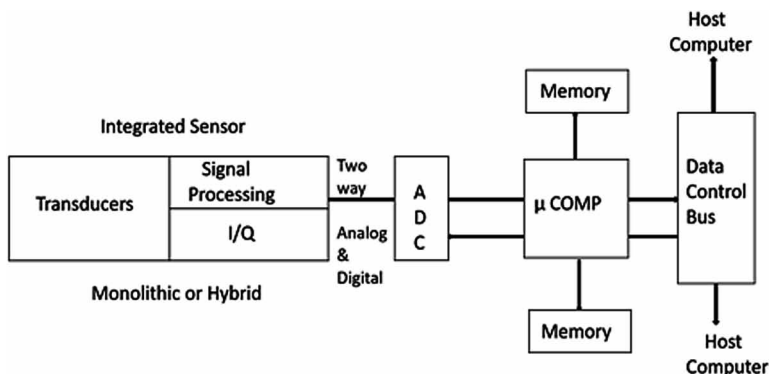 Host
Computer
Memory
Integrated Sensor
Transducers
Signal
Processing
I/Q
Two
way
Analog
&
Digital
A
D
C
μ COMP
Data
Control
Bus
Monolithic or Hybrid
Memory
Host
Computer